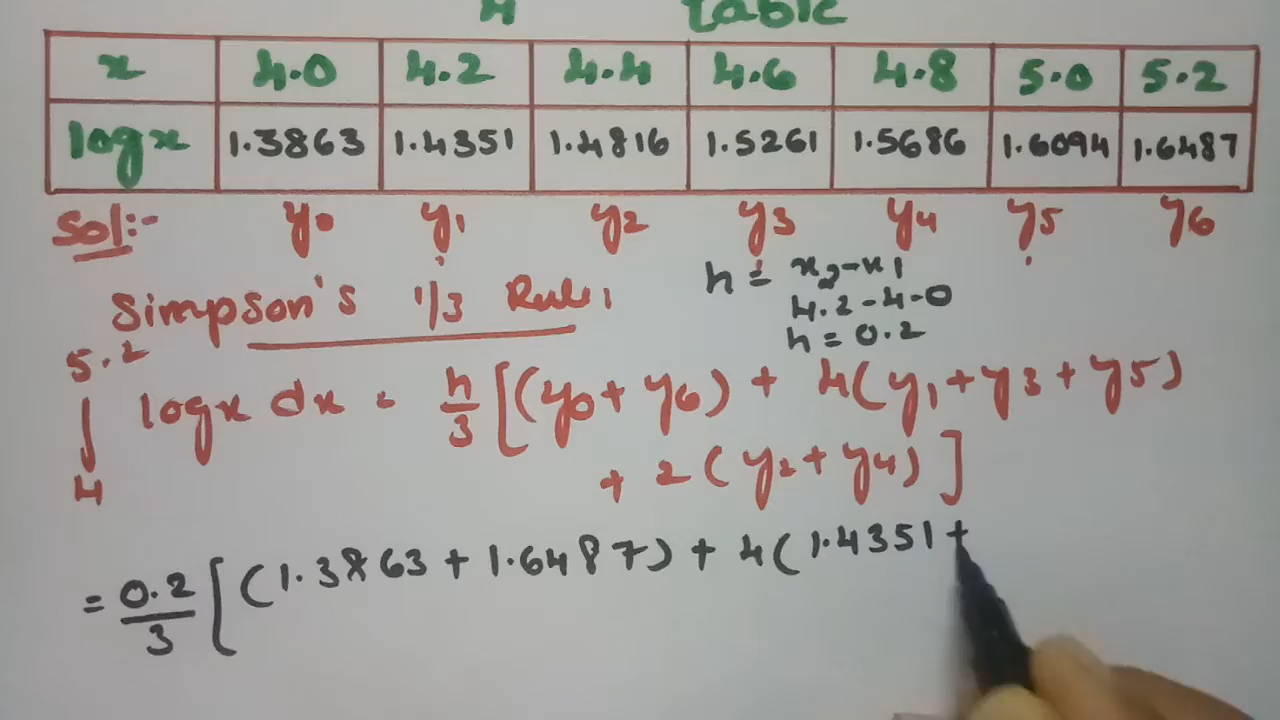 4 table
x 4.0 4.2 4.4 4.6 4.8 5.0 5.2
logx 1.3863 1.4351 1.4816 1.5261 1.5686 1.6094 1.6487
Sol:- y0 y1 y2 y3 y4 y5 y6
h = x2-x1
Simpson's 1/3 Rule:
4.2-4-0
h = 0.2
∫_4^5.2 logx dx = h/3 [(y0 + y6) + 4(y1 + y3 + y5)
+ 2(y2 + y4)]
= 0.2/3 [(1.3863 + 1.6487) + 4(1.4351 +